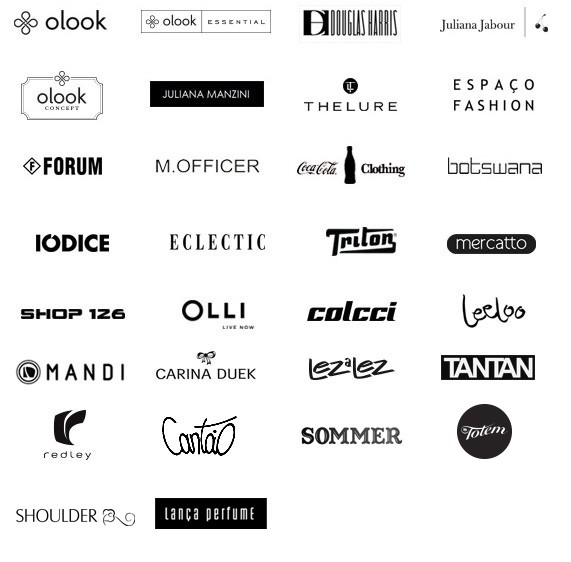 olook
olook ESSENTIAL
DOUGLAS HARRIS
Juliana Jabour
olook
CONCEPT
JULIANA MANZINI
THELURE
ESPAÇO
FASHION
FORUM
M.OFFICER
Coca-Cola Clothing
botswana
IÓDICE
ECLECTIC
Triton
mercatto
SHOP 126
OLLI
LIVE NOW
colcci
Leeloo
MANDI
CARINA DUEK
LEZ a LEZ
TANTAN
redley
Cantão
SOMMER
Totem
SHOULDER
lança perfume